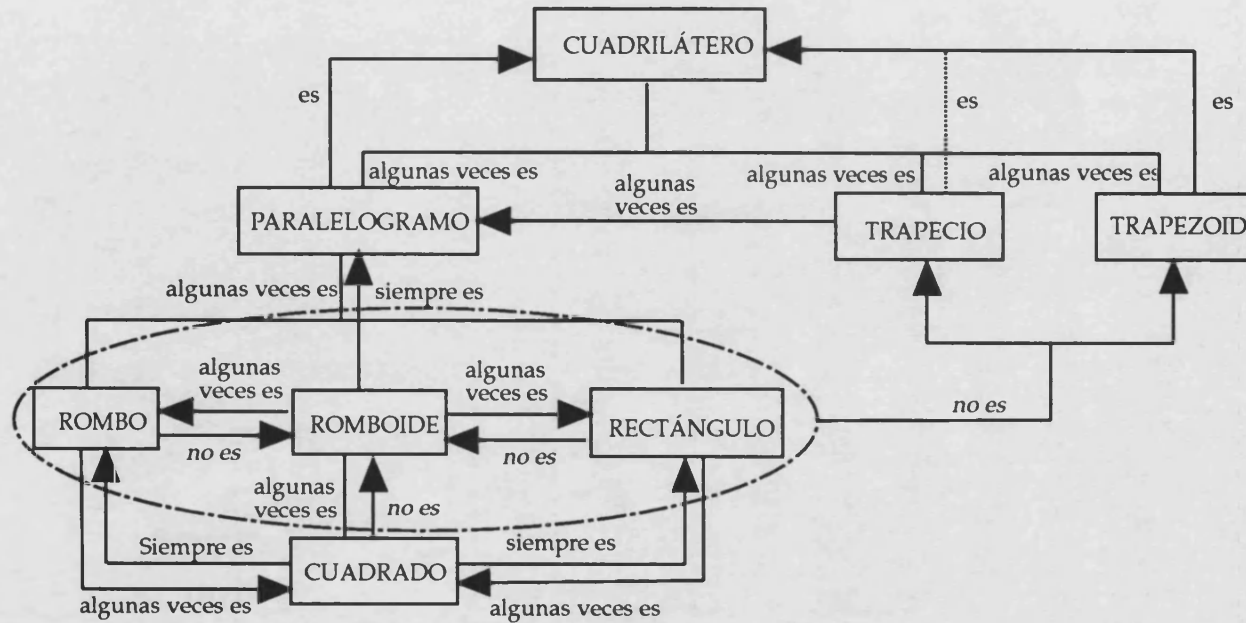 CUADRILÁTERO
es
es
es
algunas veces es
algunas veces es
algunas veces es
algunas
veces es
PARALELOGRAMO
TRAPECIO
TRAPEZOID
algunas veces es
siempre es
algunas
veces es
algunas
veces es
ROMBO
ROMBOIDE
RECTÁNGULO
no es
no es
no es
algunas
veces es
no es
Siempre es
siempre es
CUADRADO
algunas veces es
algunas veces es